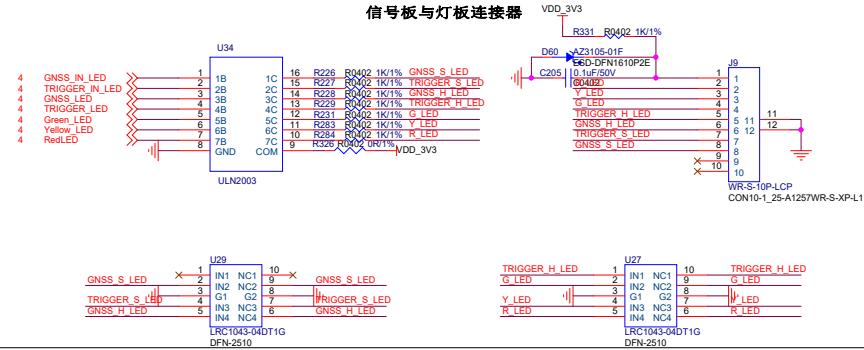 信号板与灯板连接器
VDD_3V3
R331 R0402 1K/1%
D60 AZ3105-01F
ESD-DFN1610P2E
C205 0.1uF/50V
C0402
U34
4 GNSS_IN_LED 1 1B 1C 16 R226 R0402 1K/1% GNSS_S_LED
4 TRIGGER_IN_LED 2 2B 2C 15 R227 R0402 1K/1% TRIGGER_S_LED
4 GNSS_LED 3 3B 3C 14 R228 R0402 1K/1% GNSS_H_LED
4 TRIGGER_LED 4 4B 4C 13 R229 R0402 1K/1% TRIGGER_H_LED
4 Green_LED 5 5B 5C 12 R231 R0402 1K/1% G_LED
4 Yellow_LED 6 6B 6C 11 R283 R0402 1K/1% Y_LED
4 RedLED 7 7B 7C 10 R284 R0402 1K/1% R_LED
8 GND COM 9 R326 R0402 0R/1% VDD_3V3
ULN2003
J9
1 1
2 2
Y_LED 3 3
G_LED 4 4
TRIGGER_H_LED 5 5 11 11
GNSS_H_LED 6 6 12 12
TRIGGER_S_LED 7 7
GNSS_S_LED 8 8
9 9
10 10
WR-S-10P-LCP
CON10-1_25-A1257WR-S-XP-L1
U29
1 IN1 NC1 10
GNSS_S_LED 2 IN2 NC2 9 GNSS_S_LED
3 G1 G2 8
TRIGGER_S_LED 4 IN3 NC3 7 TRIGGER_S_LED
GNSS_H_LED 5 IN4 NC4 6 GNSS_H_LED
LRC1043-04DT1G
DFN-2510
U27
TRIGGER_H_LED 1 IN1 NC1 10 TRIGGER_H_LED
G_LED 2 IN2 NC2 9 G_LED
3 G1 G2 8
Y_LED 4 IN3 NC3 7 Y_LED
R_LED 5 IN4 NC4 6 R_LED
LRC1043-04DT1G
DFN-2510